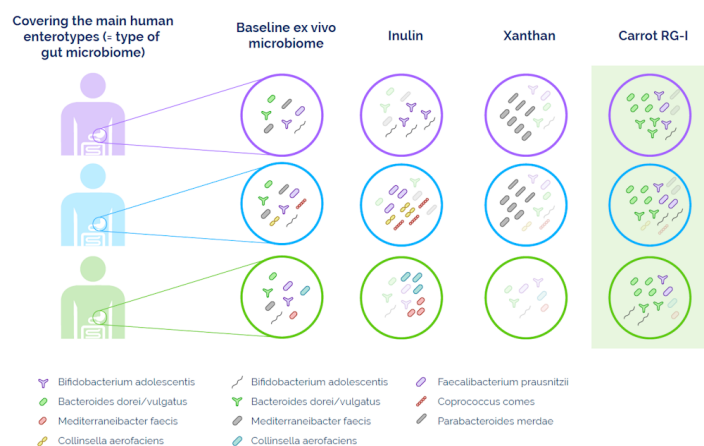 Covering the main human
enterotypes (= type of
gut microbiome)
Baseline ex vivo
microbiome
Inulin
Xanthan
Carrot RG-I
Bifidobacterium adolescentis
Bifidobacterium adolescentis
Faecalibacterium prausnitzii
Bacteroides dorei/vulgatus
Bacteroides dorei/vulgatus
Coprococcus comes
Mediterraneibacter faecis
Mediterraneibacter faecis
Parabacteroides merdae
Collinsella aerofaciens
Collinsella aerofaciens